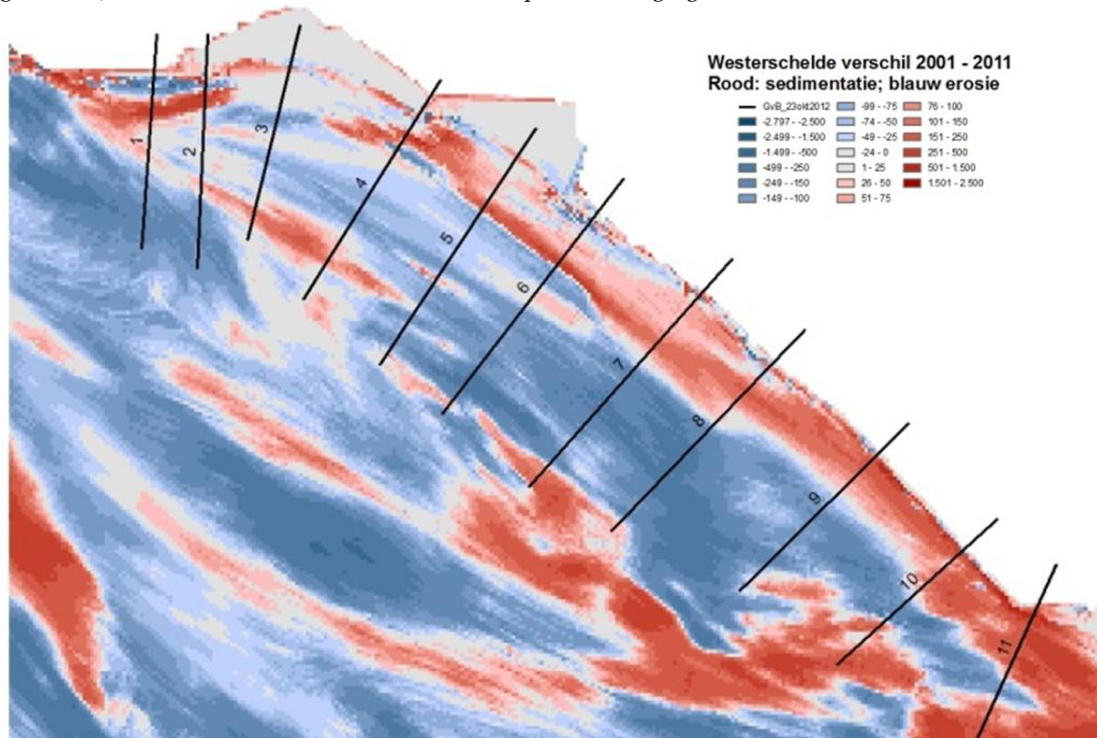 Westerschelde verschil 2001 - 2011
Rood: sedimentatie; blauw erosie
GvB_23okt2012
-2.797 - -2.500
-2.499 - -1.500
-1.499 - -500
-499 - -250
-249 - -150
-149 - -100
-99 - -75
-74 - -50
-49 - -25
-24 - 0
1 - 25
26 - 50
51 - 75
76 - 100
101 - 150
151 - 250
251 - 500
501 - 1.500
1.501 - 2.500
1
2
3
4
5
6
7
8
9
10
11